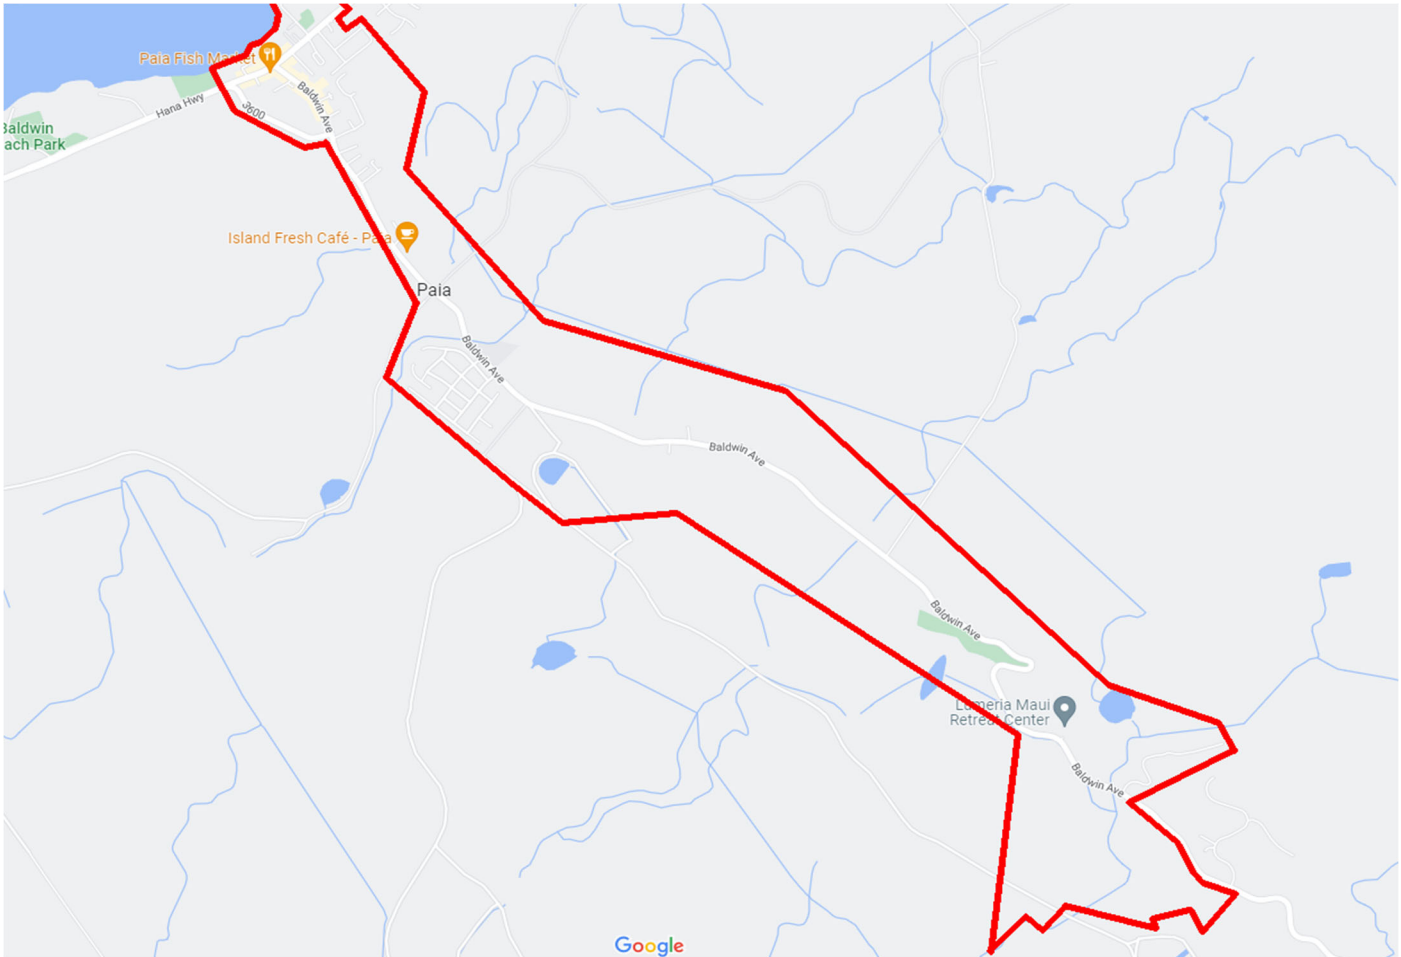 Paia Fish Market
Hana Hwy
3600
Baldwin Ave
Baldwin
ach Park
Island Fresh Café - Paia
Paia
Baldwin Ave
Baldwin Ave
Baldwin Ave
Lumeria Maui
Retreat Center
Baldwin Ave
Google